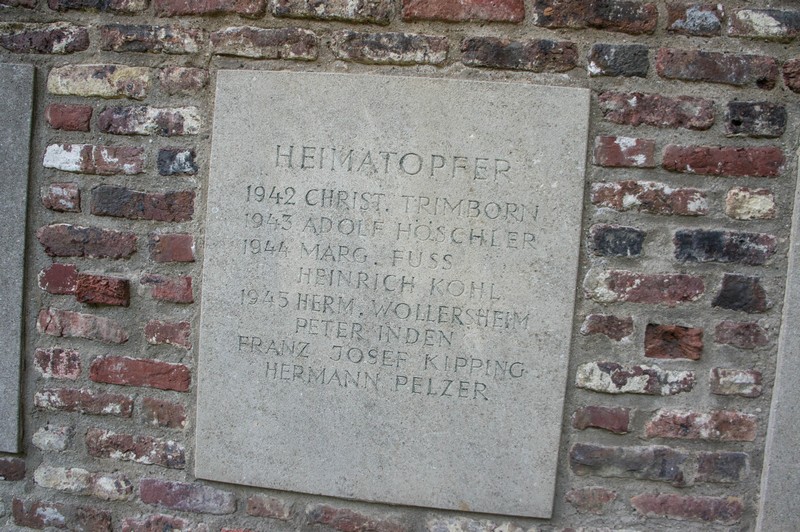 HEIMATOPFER
1942 CHRIST. TRIMBORN
1943 ADOLF HÖSCHLER
1944 MARG. FUSS
HEINRICH KOHL
1945 HERM. WOLLERSHEIM
PETER INDEN
FRANZ JOSEF KIPPING
HERMANN PELZER